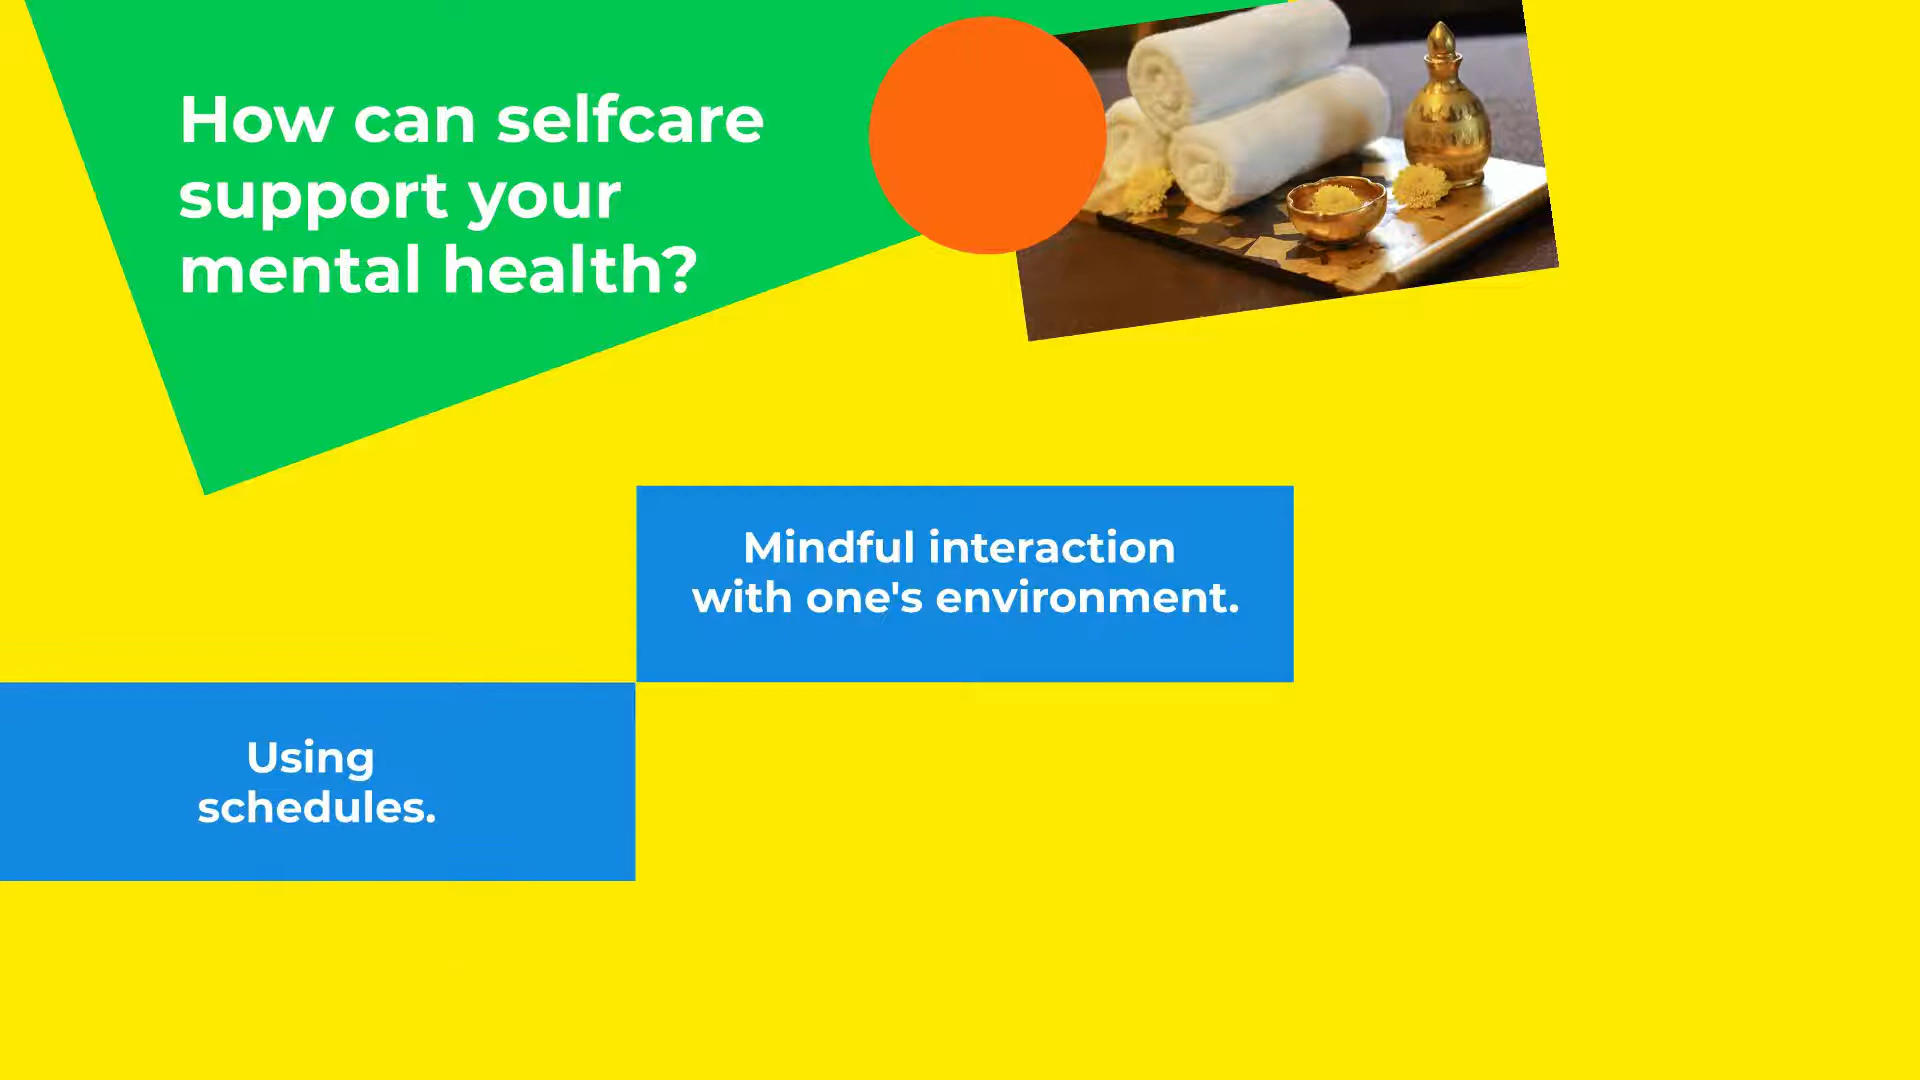 How can selfcare
support your
mental health?
Mindful interaction
with one's environment.
Using
schedules.